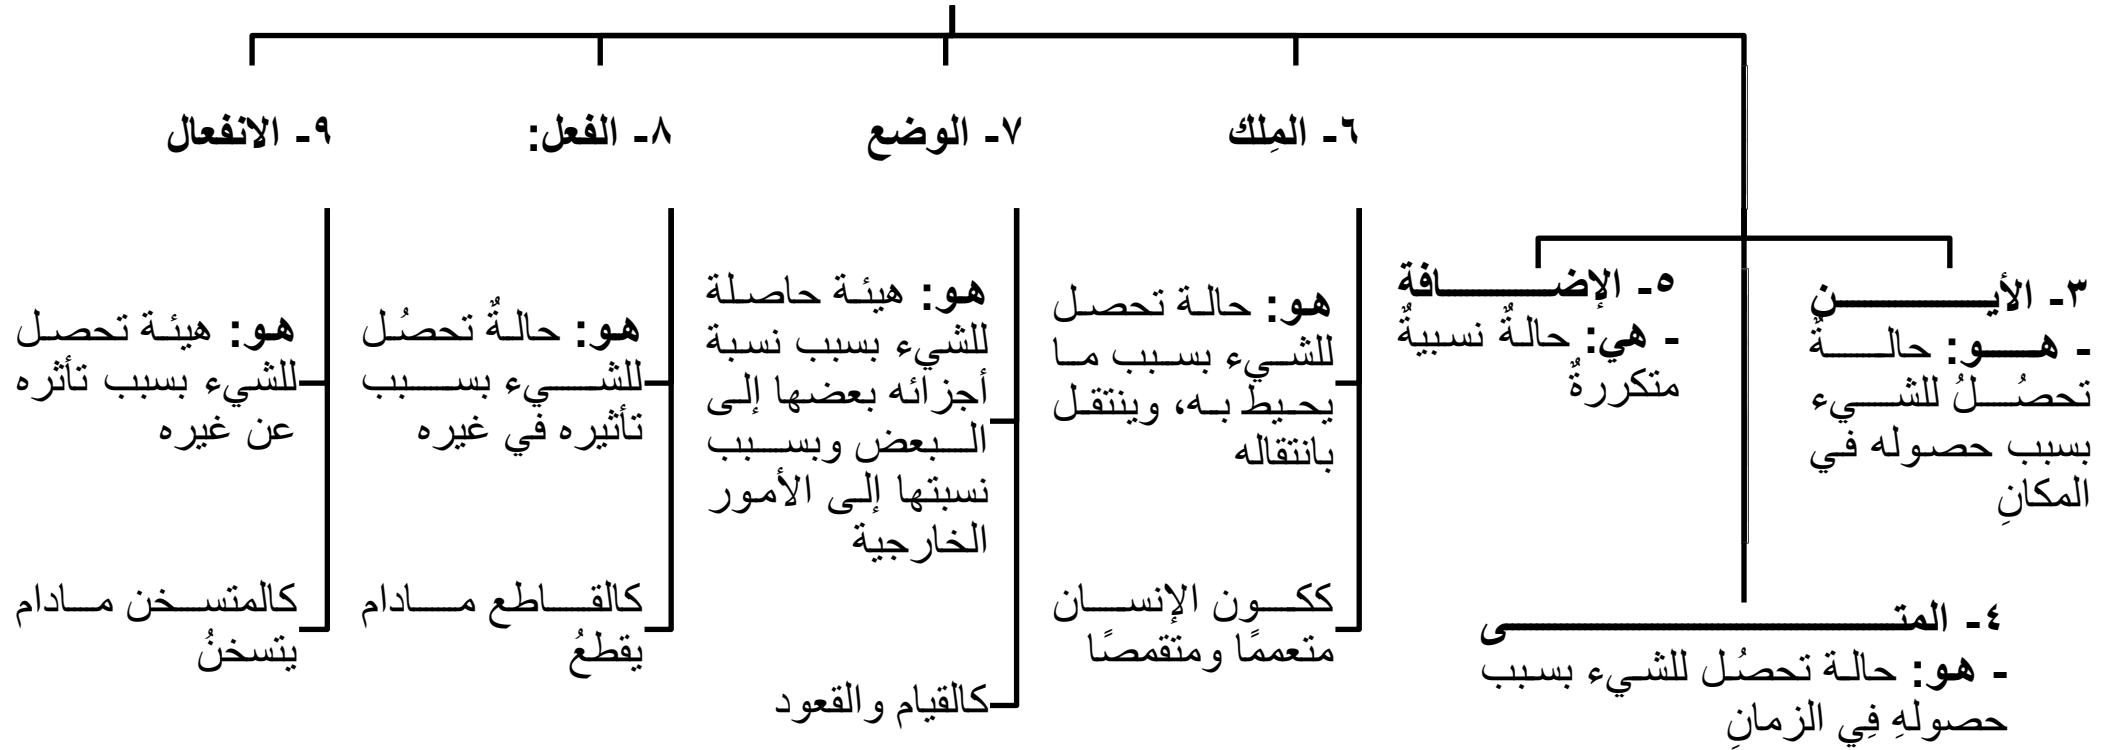 ٣- الأين
- هو: حالةٌ
تحصُلُ للشيء
بسبب حصوله في
المكانِ
٤- المتى
- هو: حالة تحصُل للشيء بسبب
حصولهِ فِي الزمانِ
٥- الإضافة
- هي: حالةٌ نسبيةٌ
متكررةٌ
٦- المِلك
هو: حالة تحصل
للشيء بسبب ما
يحيط به، وينتقل
بانتقاله
ككون الإنسان
متعممًا ومتقمصًا
٧- الوضع
هو: هيئة حاصلة
للشيء بسبب نسبة
أجزائه بعضها إلى
البعض وبسبب
نسبتها إلى الأمور
الخارجية
كالقيام والقعود
٨- الفعل:
هو: حالةٌ تحصُل
للشيء بسبب
تأثيره في غيره
كالقاطع مادام
يقطعُ
٩- الانفعال
هو: هيئة تحصل
للشيء بسبب تأثره
عن غيره
كالمتسخن مادام
يتسخنُ